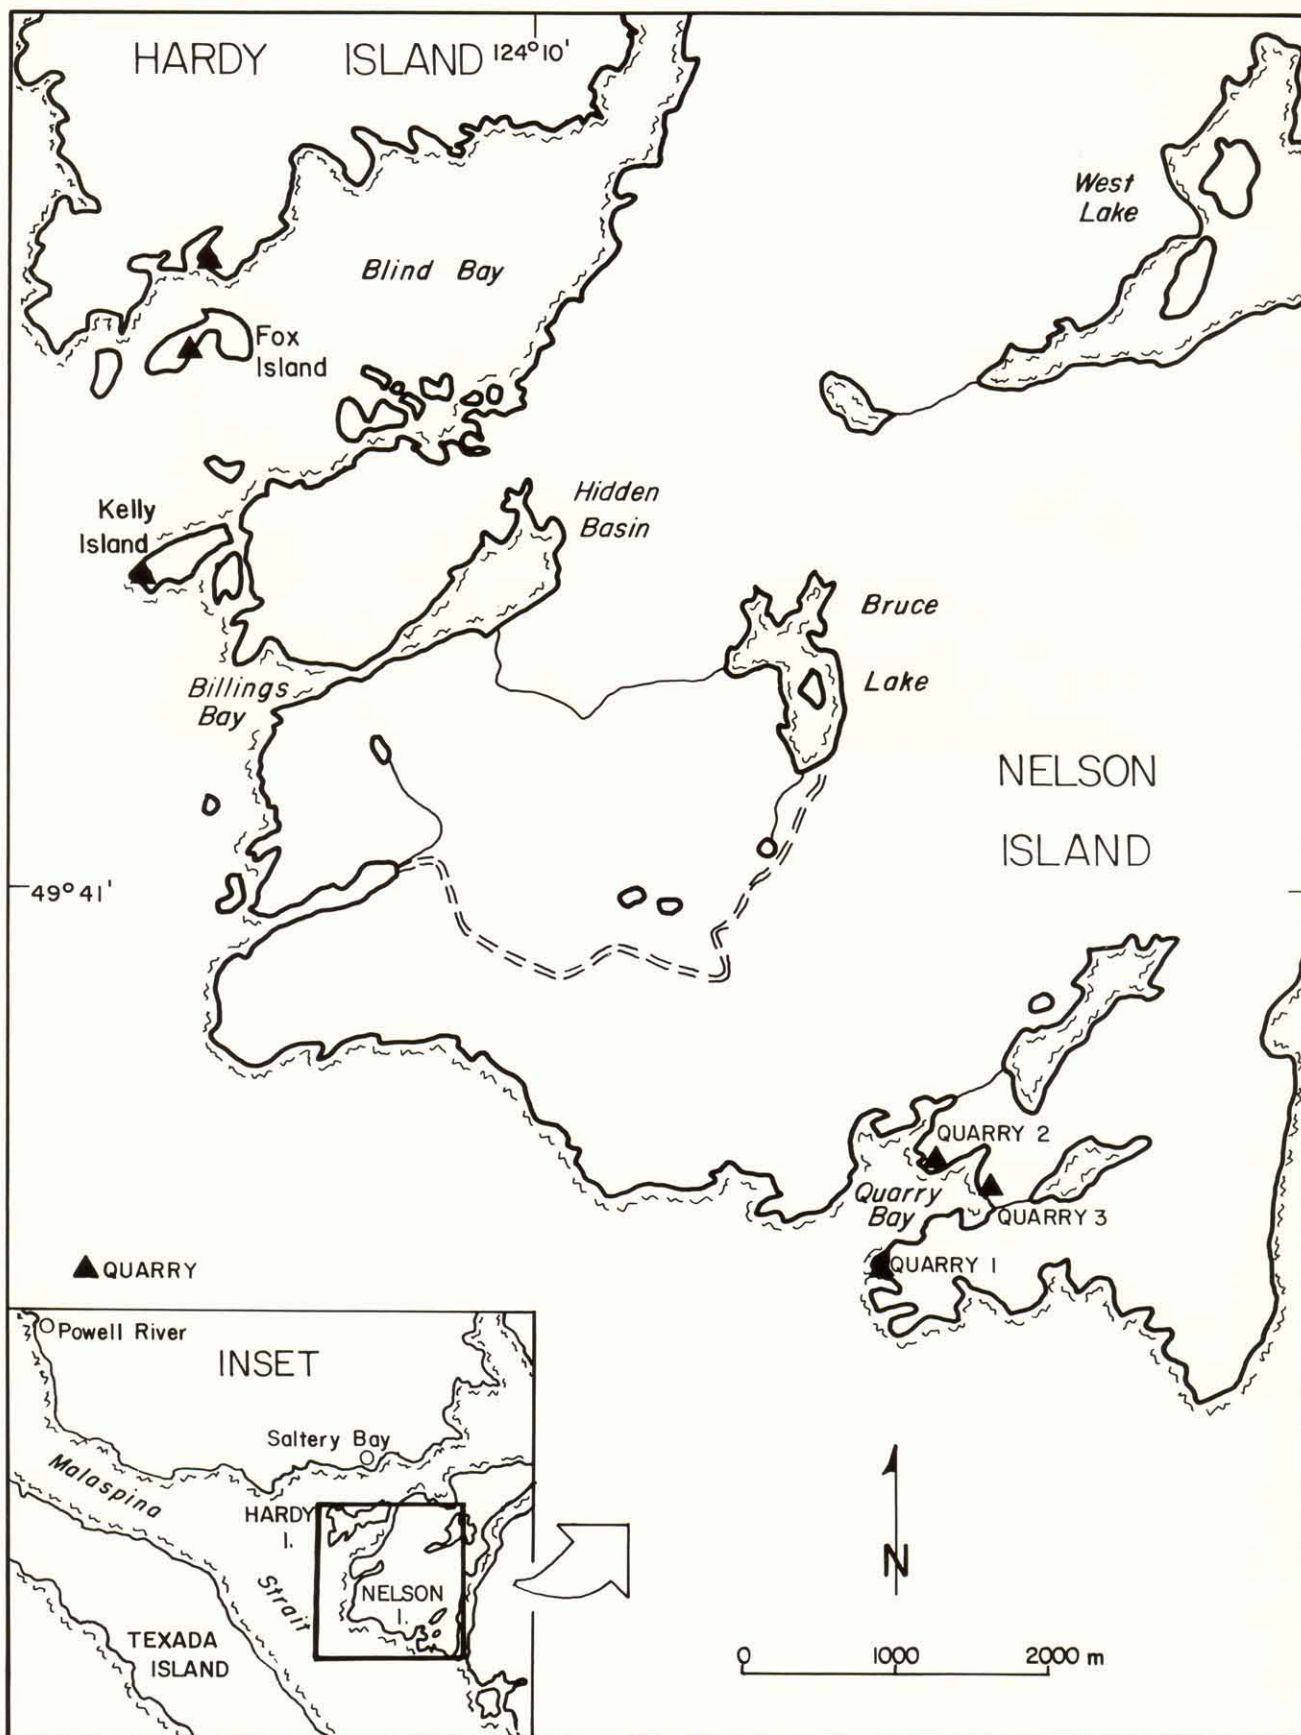 HARDY ISLAND 124°10'
West
Lake
Blind Bay
Fox
Island
Hidden
Basin
Kelly
Island
Bruce
Lake
Billings
Bay
NELSON
ISLAND
49°41'
QUARRY 2
Quarry
Bay
QUARRY 3
QUARRY 1
QUARRY
Powell River
INSET
Saltery Bay
Malaspina
Strait
HARDY
I.
NELSON
I.
TEXADA
ISLAND
N
0 1000 2000 m